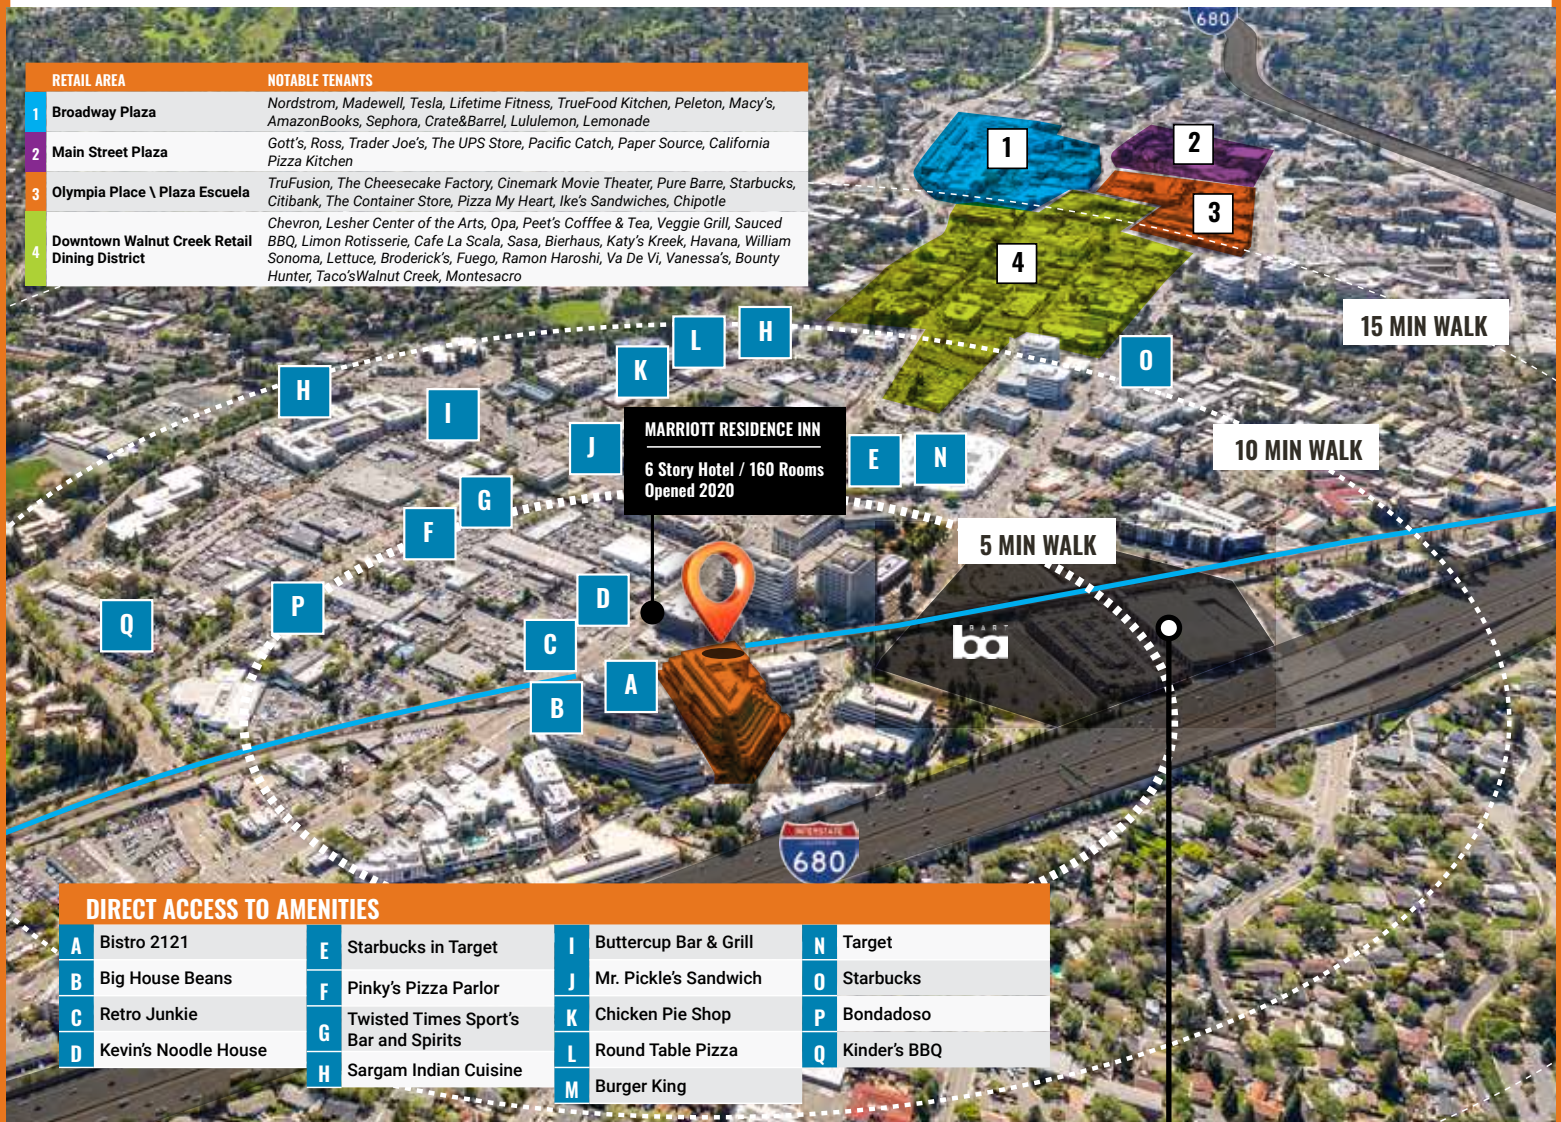 680
RETAIL AREA NOTABLE TENANTS
1 Broadway Plaza
Nordstrom, Madewell, Tesla, Lifetime Fitness, TrueFood Kitchen, Peleton, Macy's,
AmazonBooks, Sephora, Crate&Barrel, Lululemon, Lemonade
2 Main Street Plaza
Gott's, Ross, Trader Joe's, The UPS Store, Pacific Catch, Paper Source, California
Pizza Kitchen
3 Olympia Place \ Plaza Escuela
TruFusion, The Cheesecake Factory, Cinemark Movie Theater, Pure Barre, Starbucks,
Citibank, The Container Store, Pizza My Heart, Ike's Sandwiches, Chipotle
4 Downtown Walnut Creek Retail
Dining District
Chevron, Lesher Center of the Arts, Opa, Peet's Cofffee & Tea, Veggie Grill, Sauced
BBQ, Limon Rotisserie, Cafe La Scala, Sasa, Bierhaus, Katy's Kreek, Havana, William
Sonoma, Lettuce, Broderick's, Fuego, Ramon Haroshi, Va De Vi, Vanessa's, Bounty
Hunter, Taco'sWalnut Creek, Montesacro
1
2
3
4
15 MIN WALK
L
H
K
O
H
I
J
MARRIOTT RESIDENCE INN
6 Story Hotel / 160 Rooms
Opened 2020
E
N
10 MIN WALK
G
F
5 MIN WALK
D
P
Q
C
A
B
BART
ba
INTERSTATE
CALIFORNIA
680
DIRECT ACCESS TO AMENITIES
A Bistro 2121
B Big House Beans
C Retro Junkie
D Kevin's Noodle House
E Starbucks in Target
F Pinky's Pizza Parlor
G Twisted Times Sport's
Bar and Spirits
H Sargam Indian Cuisine
I Buttercup Bar & Grill
J Mr. Pickle's Sandwich
K Chicken Pie Shop
L Round Table Pizza
M Burger King
N Target
O Starbucks
P Bondadoso
Q Kinder's BBQ